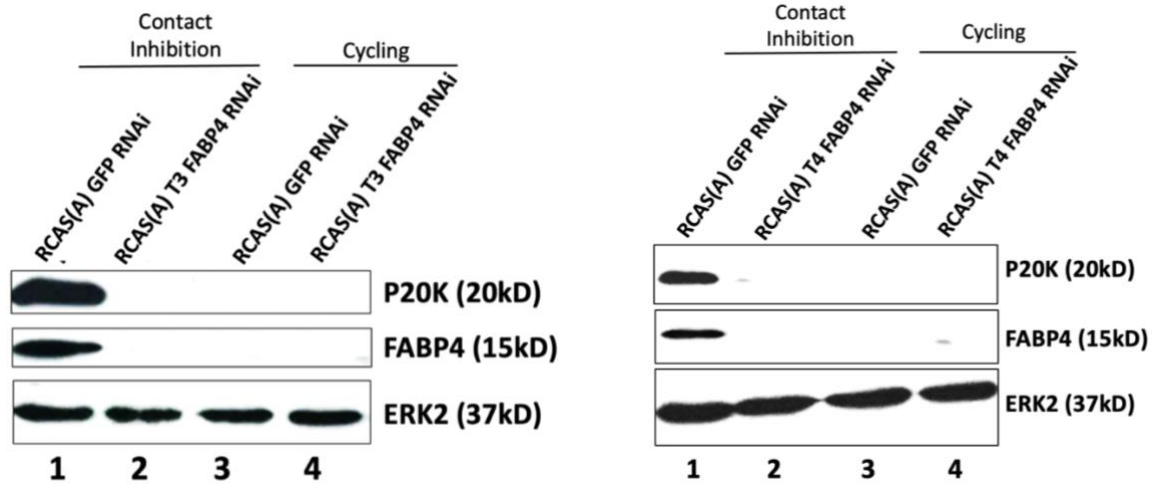 Contact
Inhibition
Cycling
RCAS(A) GFP RNAi
RCAS(A) T3 FABP4 RNAi
RCAS(A) GFP RNAi
RCAS(A) T3 FABP4 RNAi
P20K (20kD)
FABP4 (15kD)
ERK2 (37kD)
1 2 3 4
Contact
Inhibition
Cycling
RCAS(A) GFP RNAi
RCAS(A) T4 FABP4 RNAi
RCAS(A) GFP RNAi
RCAS(A) T4 FABP4 RNAi
P20K (20kD)
FABP4 (15kD)
ERK2 (37kD)
1 2 3 4